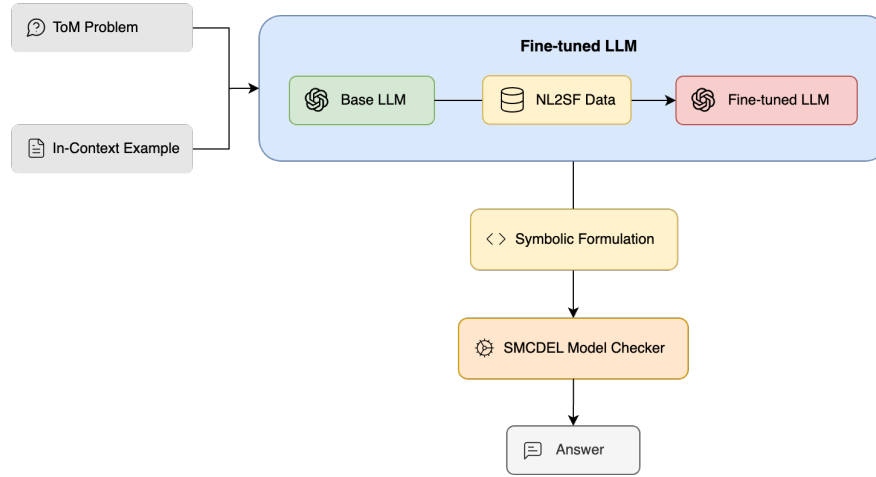 ToM Problem
In-Context Example
Fine-tuned LLM
Base LLM
NL2SF Data
Fine-tuned LLM
Symbolic Formulation
SMCDEL Model Checker
Answer